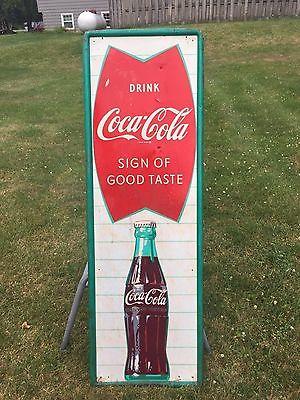 DRINK
Coca-Cola
SIGN OF
GOOD TASTE
Coca-Cola